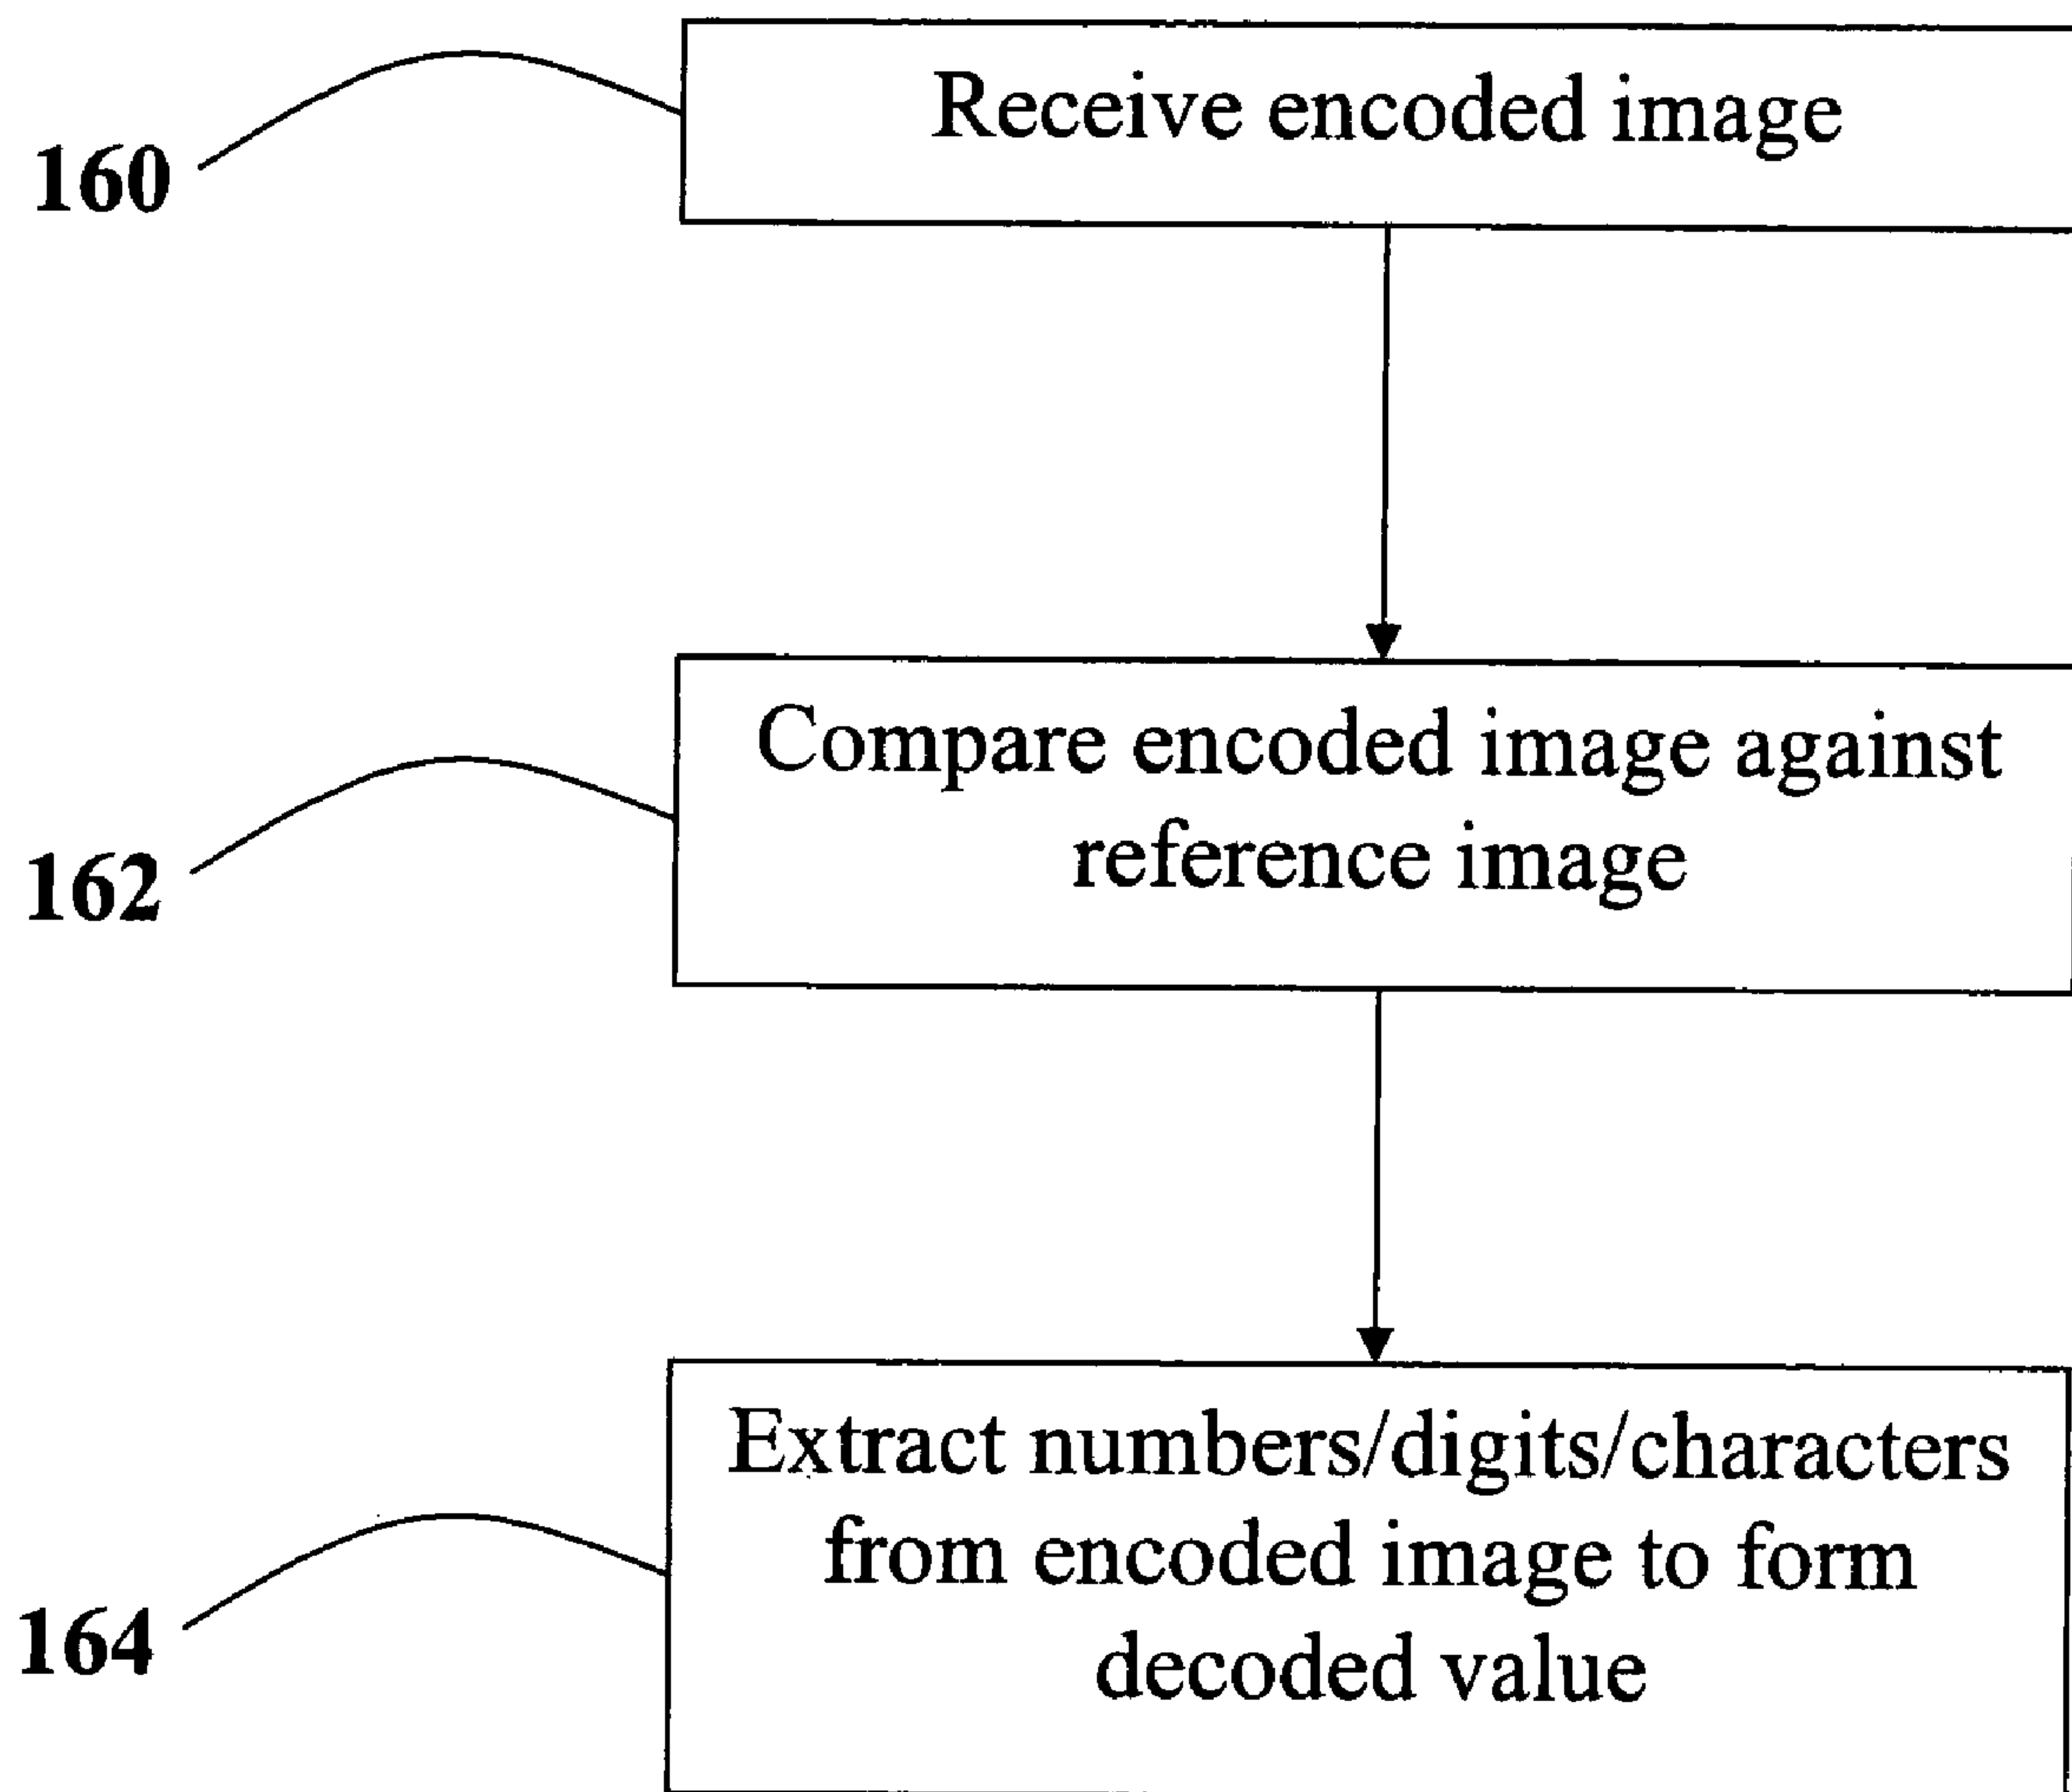 160
Receive encoded image
162
Compare encoded image against
reference image
164
Extract numbers/digits/characters
from encoded image to form
decoded value